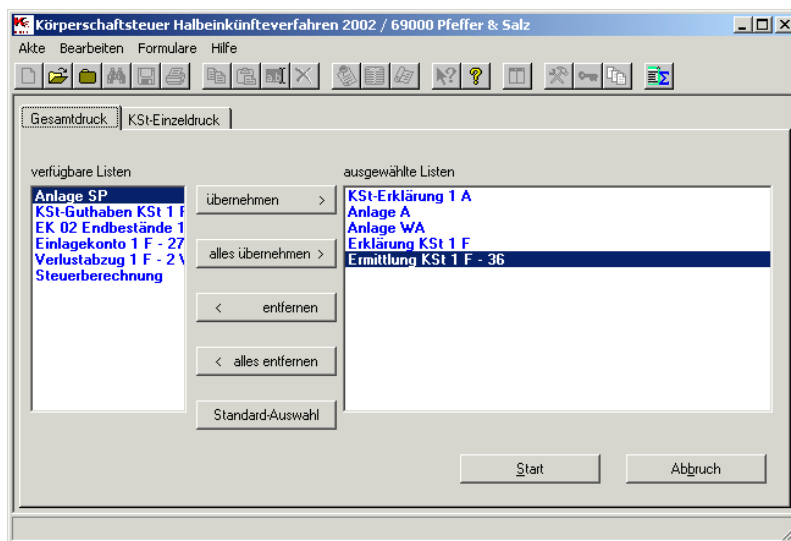 Körperschaftsteuer Halbeinkünfteverfahren 2002 / 69000 Pfeffer & Salz
Akte Bearbeiten Formulare Hilfe
Gesamtdruck KSt-Einzeldruck
verfügbare Listen
ausgewählte Listen
Anlage SP
KSt-Guthaben KSt 1 F
EK 02 Endbestände 1
Einlagekonto 1 F - 27
Verlustabzug 1 F - 2
Steuerberechnung
übernehmen >
alles übernehmen >
< entfernen
< alles entfernen
Standard-Auswahl
KSt-Erklärung 1 A
Anlage A
Anlage WA
Erklärung KSt 1 F
Ermittlung KSt 1 F - 36
Start
Abbruch